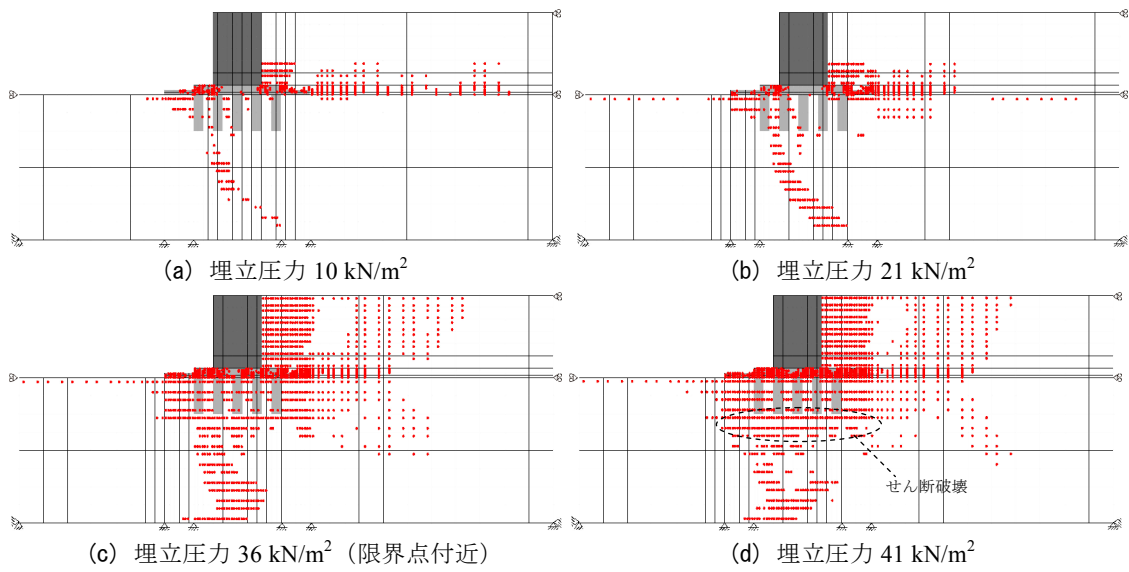 (a) 埋立圧力 10 kN/m²
(b) 埋立圧力 21 kN/m²
せん断破壊
(c) 埋立圧力 36 kN/m²（限界点付近）
(d) 埋立圧力 41 kN/m²